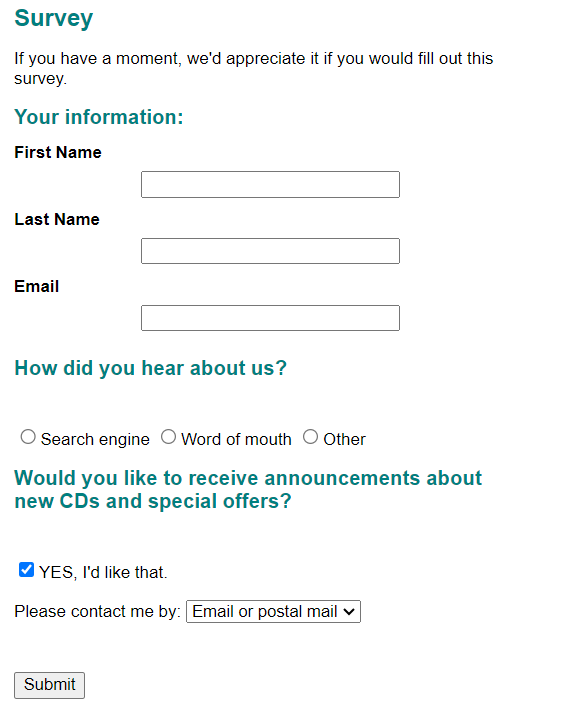 Survey
If you have a moment, we'd appreciate it if you would fill out this
survey.
Your information:
First Name
Last Name
Email
How did you hear about us?
Search engine Word of mouth Other
Would you like to receive announcements about
new CDs and special offers?
YES, I'd like that.
Please contact me by: Email or postal mail
Submit